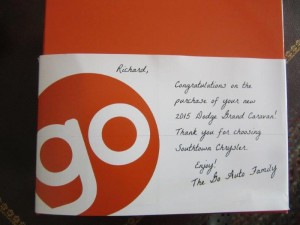 Richard,
Congratulations on the
purchase of your new
2015 Dodge Grand Caravan!
Thank you for choosing
Southtown Chrysler
Enjoy!
The Go Auto Family
go